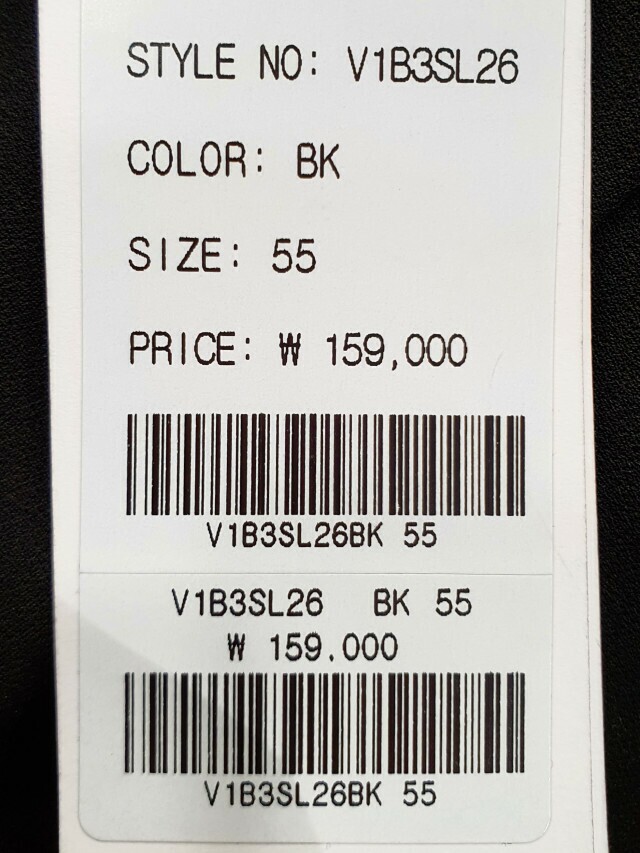 STYLE NO: V1B3SL26
COLOR: BK
SIZE: 55
PRICE: ₩ 159,000
V1B3SL26BK 55
V1B3SL26 BK 55
₩ 159.000
V1B3SL26BK 55